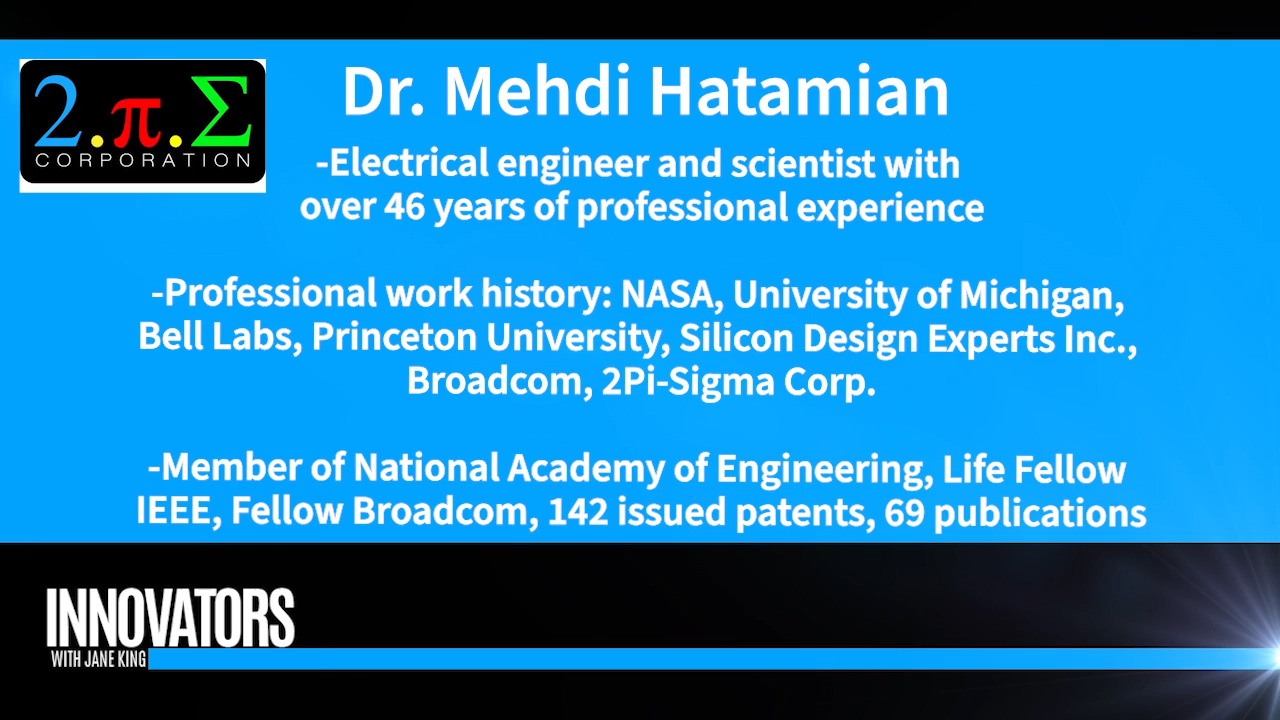 2.π.Σ
CORPORATION
Dr. Mehdi Hatamian
-Electrical engineer and scientist with
over 46 years of professional experience
-Professional work history: NASA, University of Michigan,
Bell Labs, Princeton University, Silicon Design Experts Inc.,
Broadcom, 2Pi-Sigma Corp.
-Member of National Academy of Engineering, Life Fellow
IEEE, Fellow Broadcom, 142 issued patents, 69 publications
INNOVATORS
WITH JANE KING